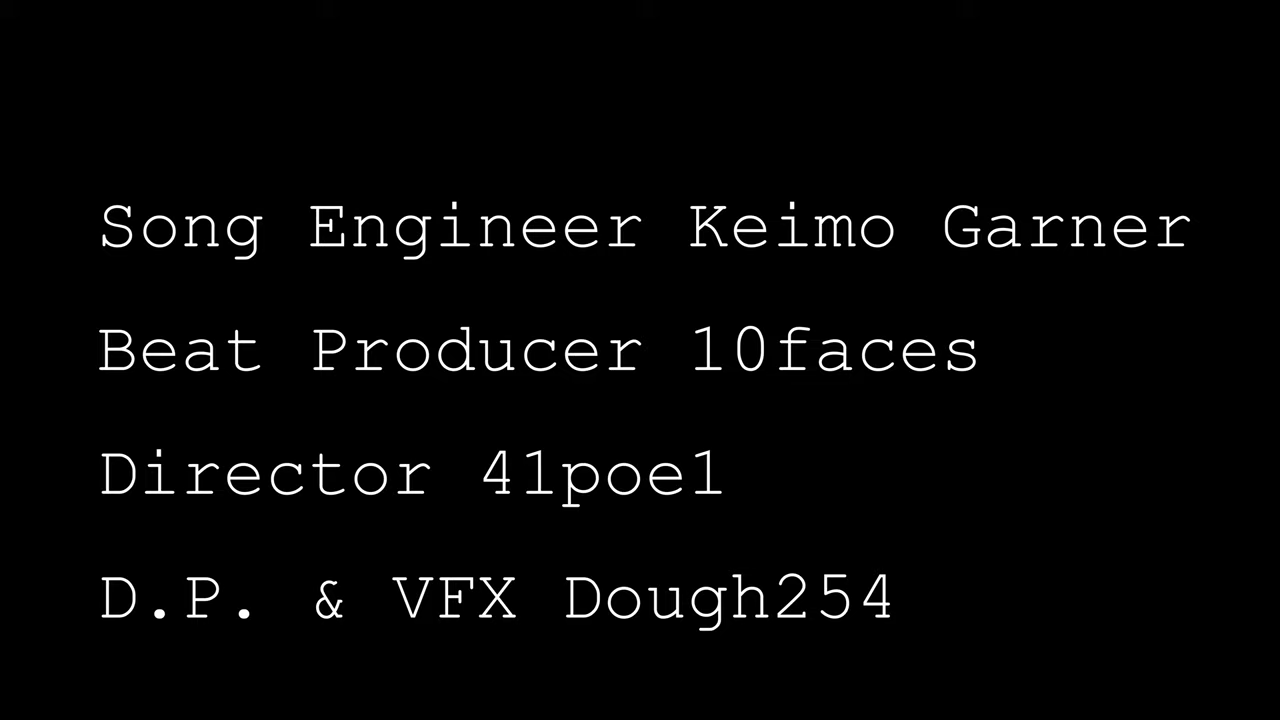 Song Engineer Keimo Garner
Beat Producer 10faces
Director 41poe1
D.P. & VFX Dough254